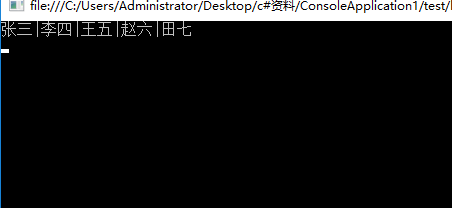 file:///C:/Users/Administrator/Desktop/c#资料/ConsoleApplication1/test/
张三|李四|王五|赵六|田七